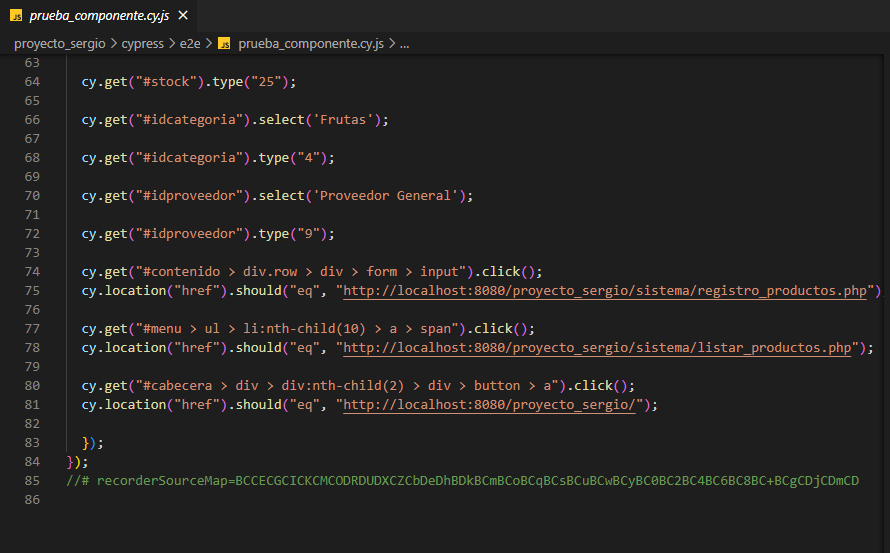 JS prueba_componente.cy.js ×
proyecto_sergio > cypress > e2e > JS prueba_componente.cy.js > ...
63
64 cy.get("#stock").type("25");
65
66 cy.get("#idcategoria").select('Frutas');
67
68 cy.get("#idcategoria").type("4");
69
70 cy.get("#idproveedor").select('Proveedor General');
71
72 cy.get("#idproveedor").type("9");
73
74 cy.get("#contenido > div.row > div > form > input").click();
75 cy.location("href").should("eq", "http://localhost:8080/proyecto_sergio/sistema/registro_productos.php")
76
77 cy.get("#menu > ul > li:nth-child(10) > a > span").click();
78 cy.location("href").should("eq", "http://localhost:8080/proyecto_sergio/sistema/listar_productos.php");
79
80 cy.get("#cabecera > div > div:nth-child(2) > div > button > a").click();
81 cy.location("href").should("eq", "http://localhost:8080/proyecto_sergio/");
82
83 });
84 });
85 //# recorderSourceMap=BCCECGCICKCMCODRDUDXCZCbDeDhBDkBCmBCoBCqBCsBCuBCwBCyBC0BC2BC4BC6BC8BC+BCgCDjCDmCD
86